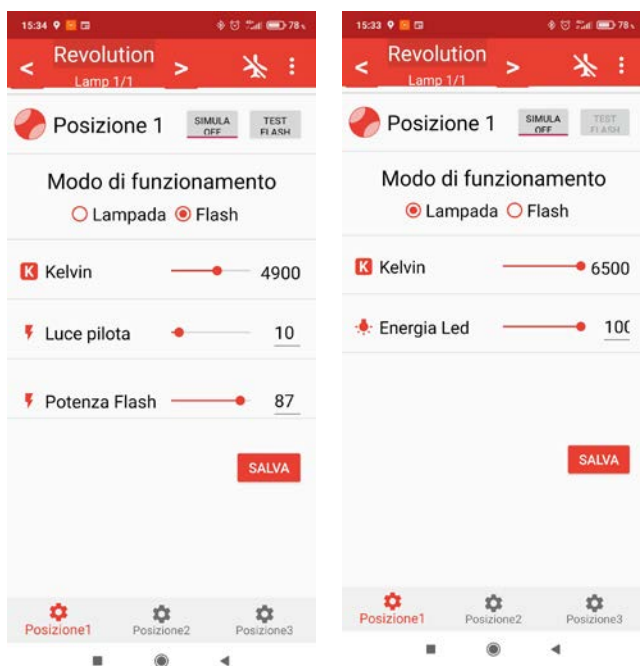 15:34 78%
Revolution
< >
Lamp 1/1
Posizione 1
SIMULA OFF
TEST FLASH
Modo di funzionamento
Lampada Flash
K Kelvin 4900
Luce pilota 10
Potenza Flash 87
SALVA
Posizione1 Posizione2 Posizione3
15:33 78%
Revolution
< >
Lamp 1/1
Posizione 1
SIMULA OFF
TEST FLASH
Modo di funzionamento
Lampada Flash
K Kelvin 6500
Energia Led 100
SALVA
Posizione1 Posizione2 Posizione3